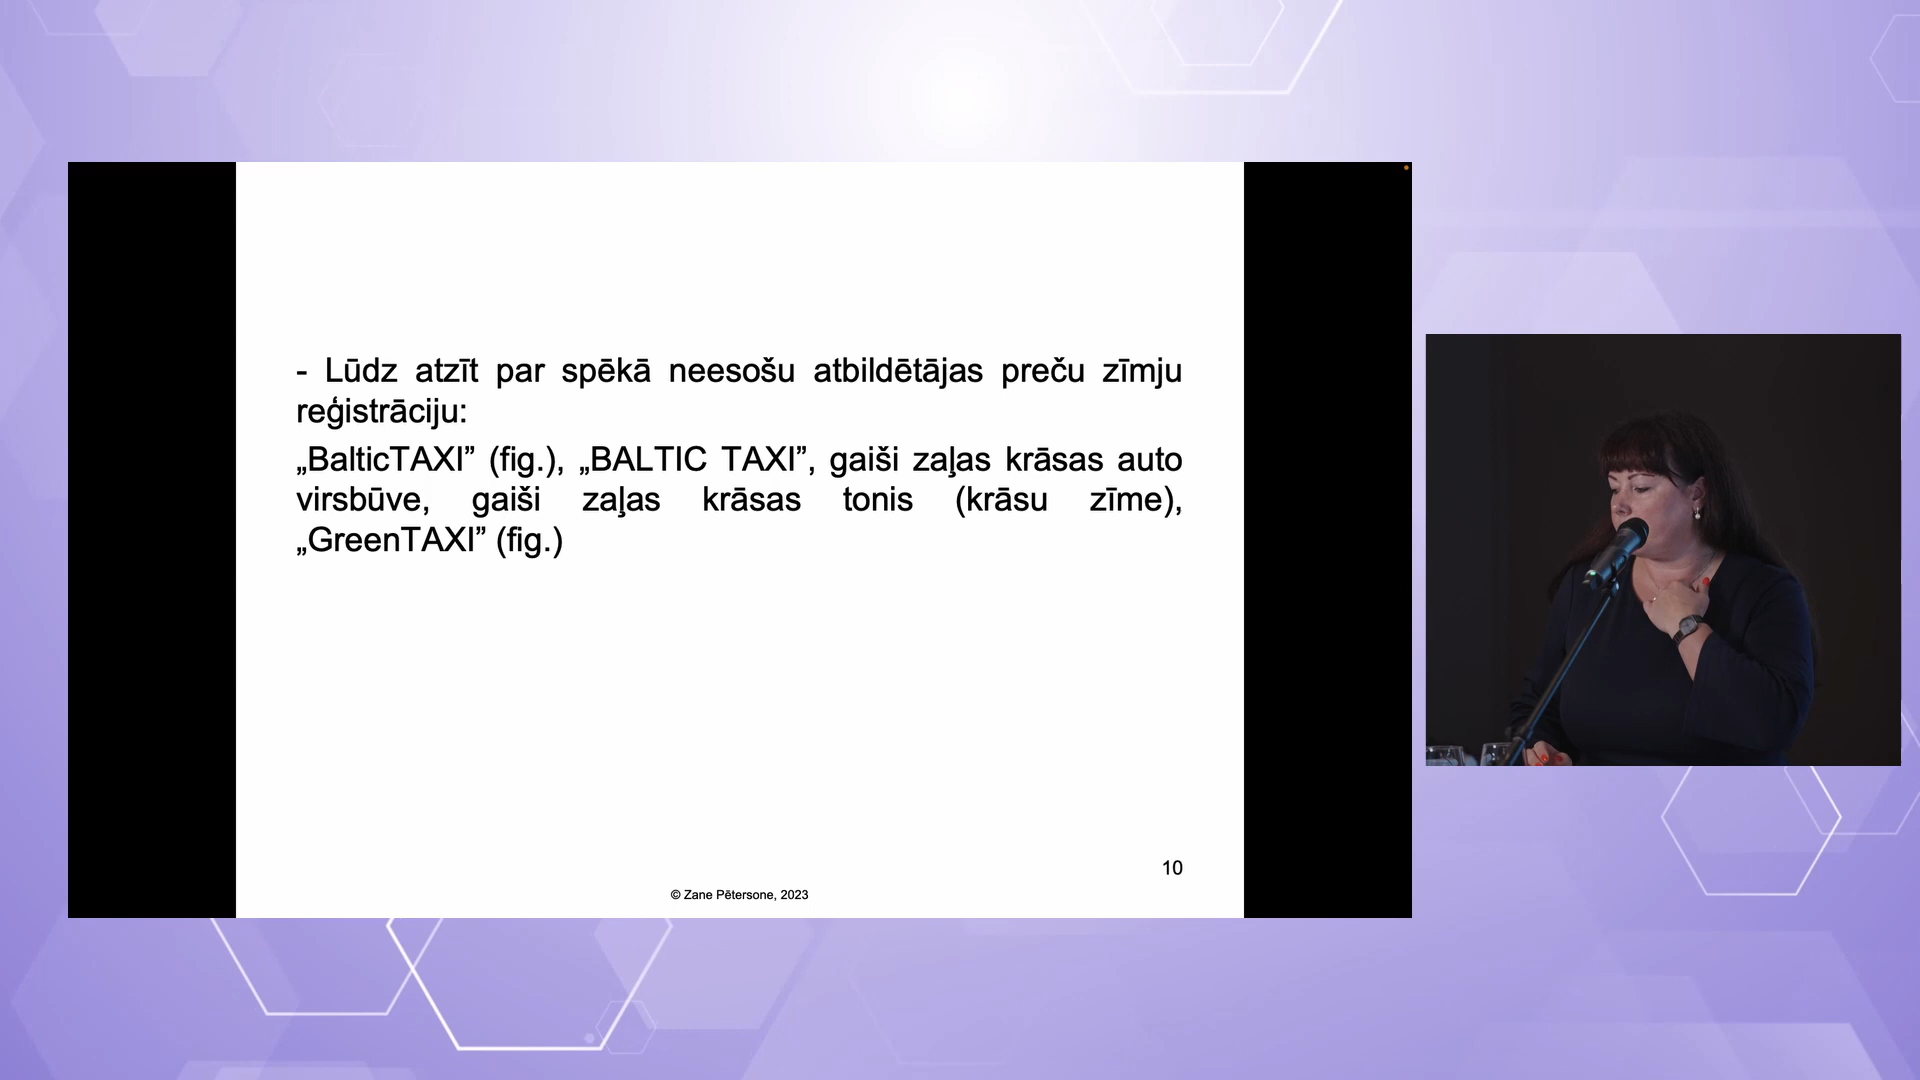 - Lūdz atzīt par spēkā neesošu atbildētājas preču zīmju
reģistrāciju:
„BalticTAXI” (fig.), „BALTIC TAXI”, gaiši zaļas krāsas auto
virsbūve, gaiši zaļas krāsas tonis (krāsu zīme),
„GreenTAXI” (fig.)
10
© Zane Pētersone, 2023